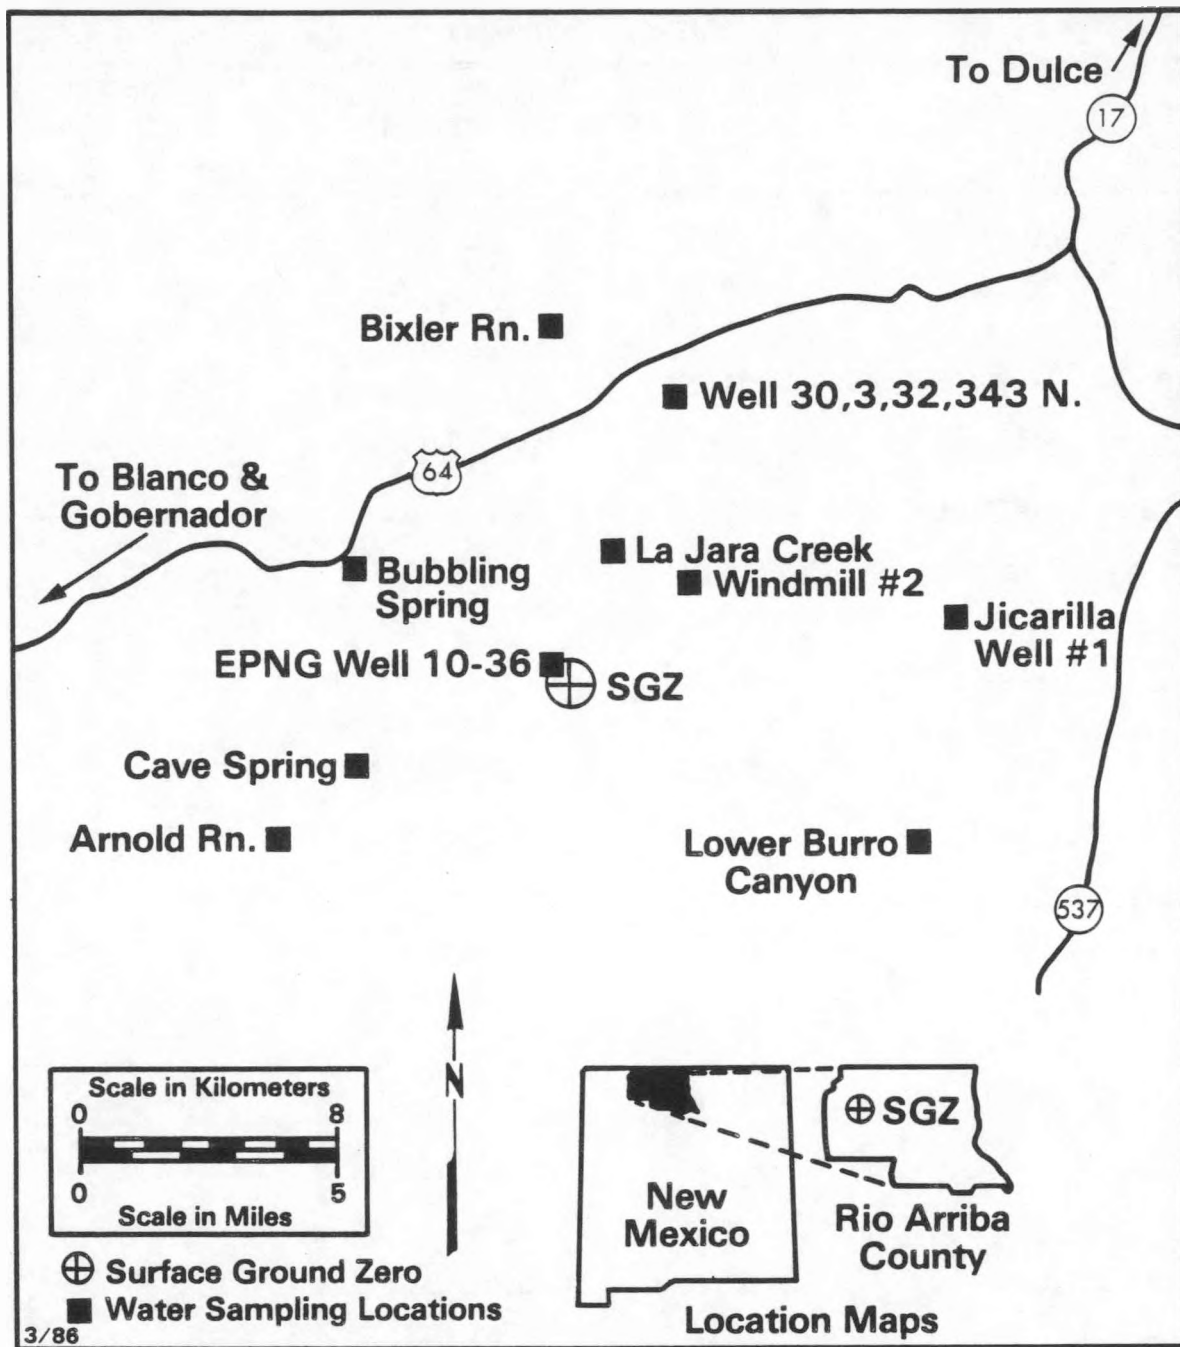 To Dulce
17
Bixler Rn.
Well 30,3,32,343 N.
64
To Blanco &
Gobernador
La Jara Creek
Bubbling
Spring
Windmill #2
Jicarilla
Well #1
EPNG Well 10-36
SGZ
Cave Spring
Arnold Rn.
Lower Burro
Canyon
537
Scale in Kilometers
0 8
0 5
Scale in Miles
N
SGZ
New
Mexico
Rio Arriba
County
Surface Ground Zero
Water Sampling Locations
Location Maps
3/86